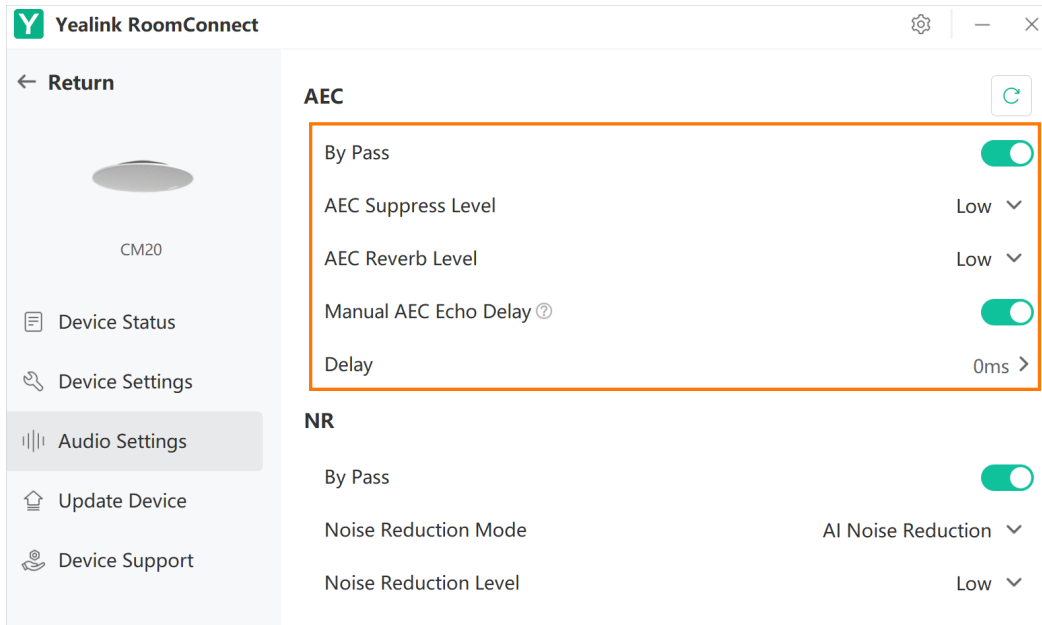 Yealink RoomConnect
Return
CM20
Device Status
Device Settings
Audio Settings
Update Device
Device Support
AEC
By Pass
AEC Suppress Level Low
AEC Reverb Level Low
Manual AEC Echo Delay ?
Delay 0ms
NR
By Pass
Noise Reduction Mode AI Noise Reduction
Noise Reduction Level Low